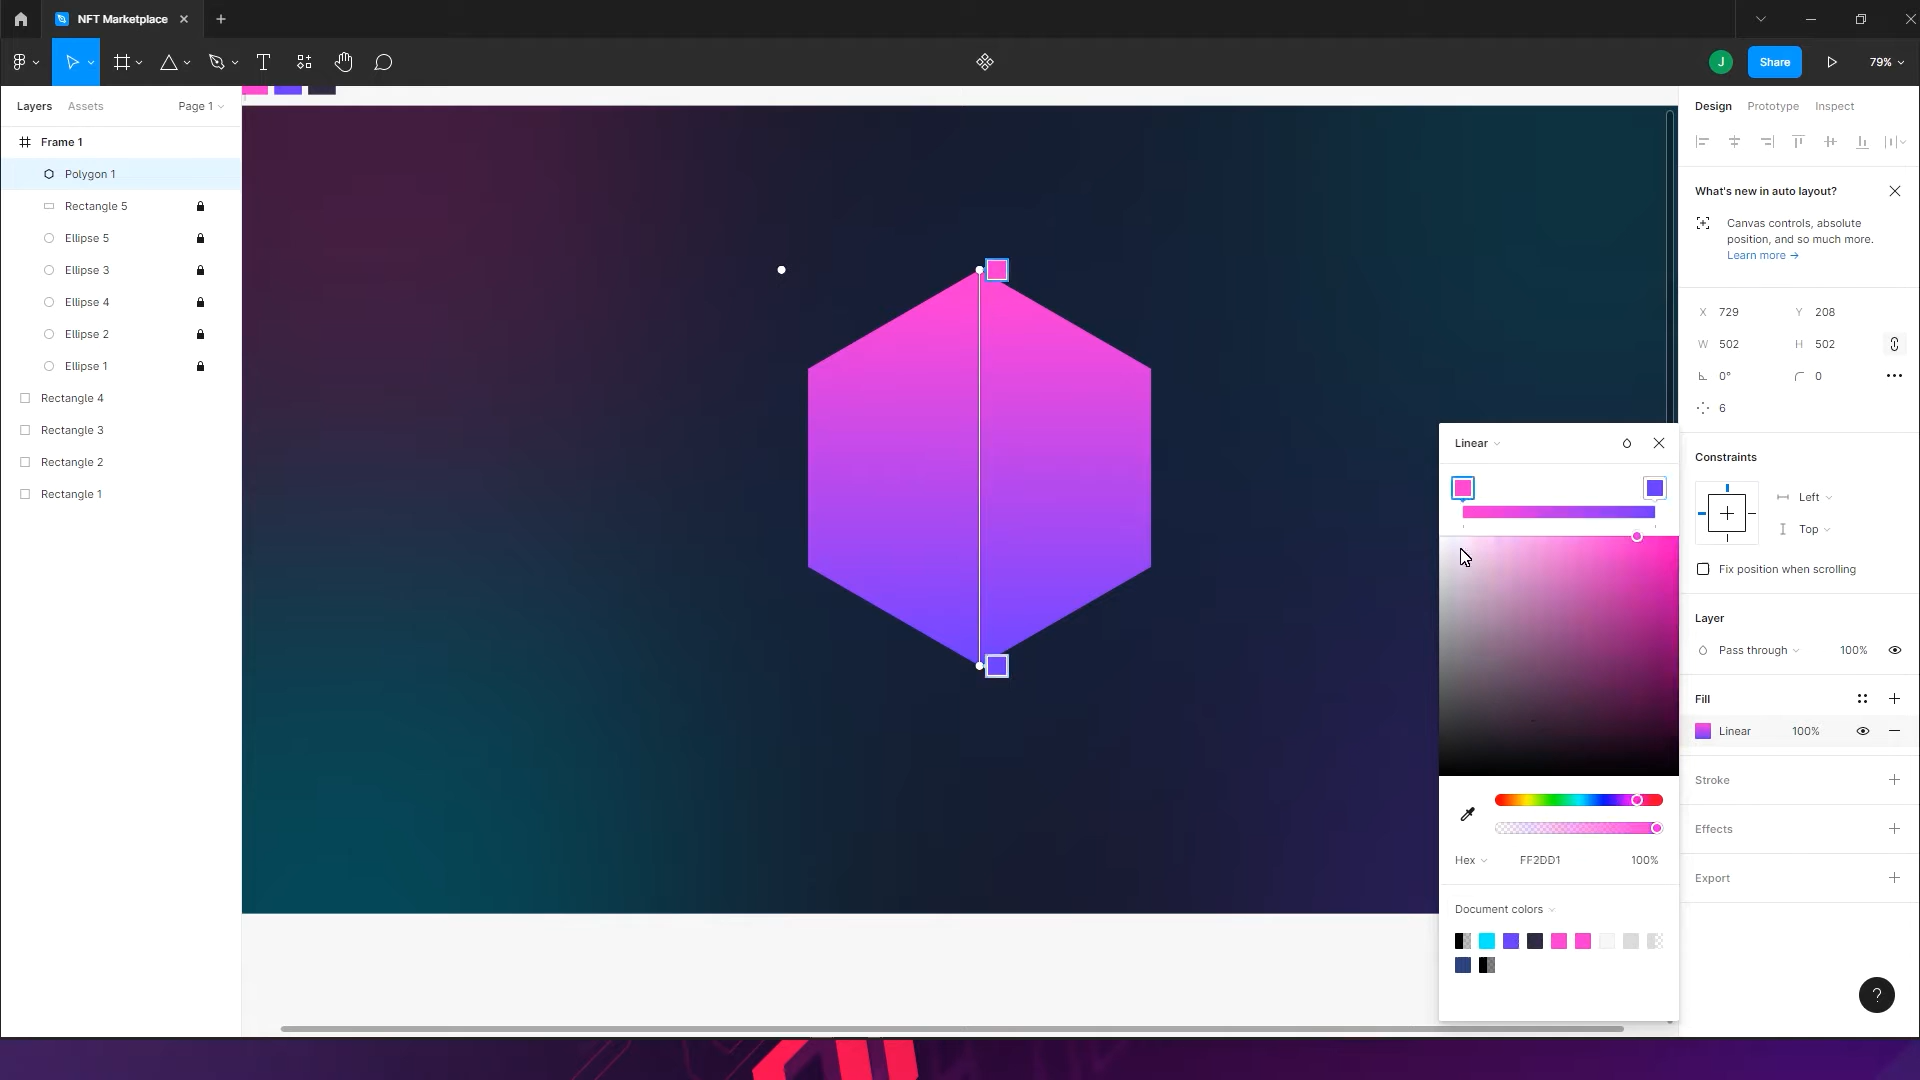 NFT Marketplace
J
Share
79%
Layers
Assets
Page 1
Frame 1
Polygon 1
Rectangle 5
Ellipse 5
Ellipse 3
Ellipse 4
Ellipse 2
Ellipse 1
Rectangle 4
Rectangle 3
Rectangle 2
Rectangle 1
Design
Prototype
Inspect
What's new in auto layout?
Canvas controls, absolute
position, and so much more.
Learn more →
X 729 Y 208
W 502 H 502
0° 0
6
Constraints
Left
Top
Fix position when scrolling
Layer
Pass through 100%
Fill
Linear 100%
Stroke
Effects
Export
Linear
Hex FF2DD1 100%
Document colors
?